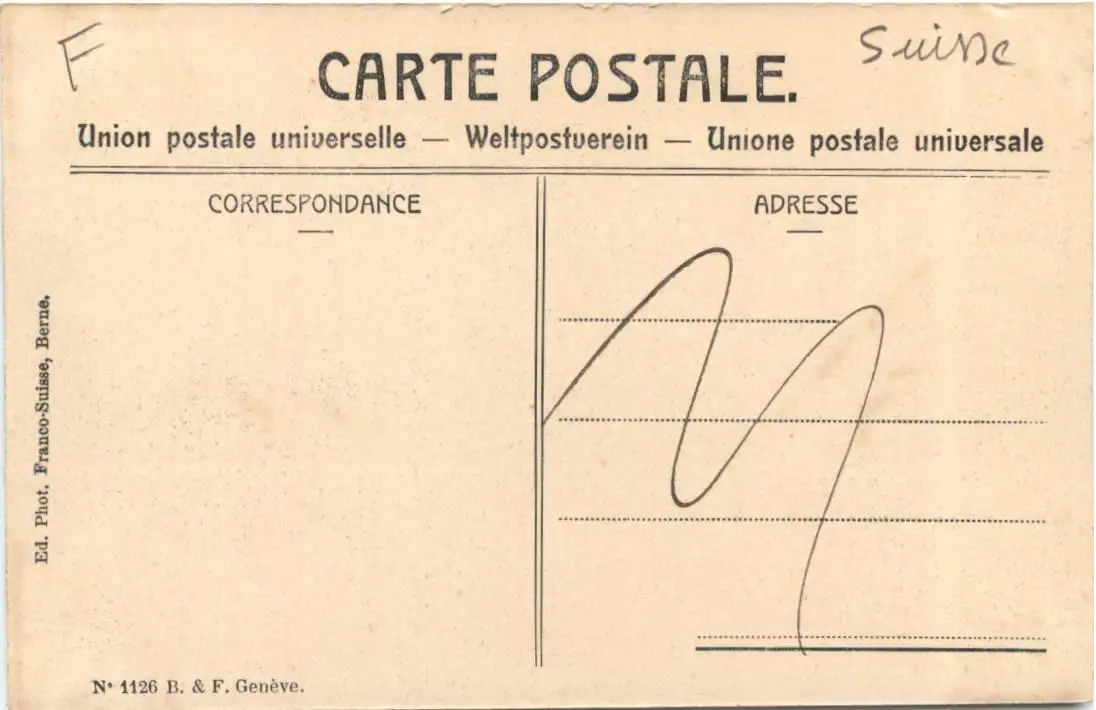 F
Suisse
CARTE POSTALE.
Union postale universelle — Weltpostverein — Unione postale universale
CORRESPONDANCE
ADRESSE
Ed. Phot. Franco-Suisse, Berne.
N° 1126 B. & F. Genève.